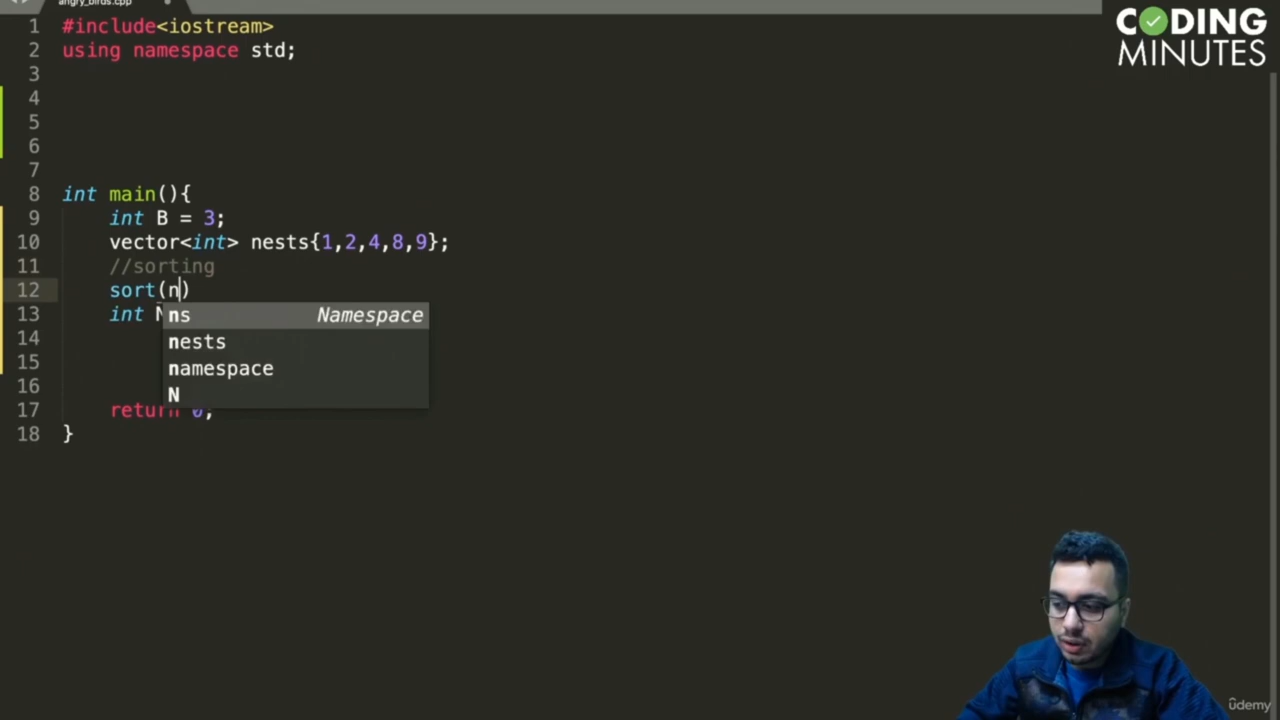 angry_birds.cpp
CODING
MINUTES
1 #include<iostream>
2 using namespace std;
3
4
5
6
7
8 int main(){
9 int B = 3;
10 vector<int> nests{1,2,4,8,9};
11 //sorting
12 sort(n)
13 int N
ns Namespace
nests
14
namespace
15
N
16
17 return 0;
18 }
ûdemy